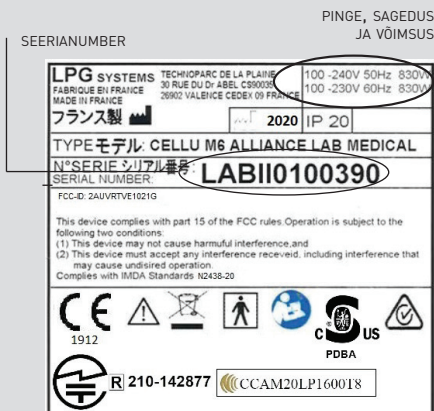 PINGE, SAGEDUS
JA VÕIMSUS
SEERIANUMBER
LPG SYSTEMS
FABRIQUE EN FRANCE
MADE IN FRANCE
フランス製
TECHNOPARC DE LA PLAINE
30 RUE DU Dr ABEL CS90035
26902 VALENCE CEDEX 09 FRANCE
100 -240V 50Hz 830W
100 -230V 60Hz 830W
2020 IP 20
TYPE モデル: CELLU M6 ALLIANCE LAB MEDICAL
N°SERIE シリアル番号:
SERIAL NUMBER:
LABII0100390
FCC-ID: 2AUVRTVE1021G
This device complies with part 15 of the FCC rules.Operation is subject to the
following two conditions:
(1) This device may not cause harmful interference,and
(2) This device must accept any interference receveid, including interference that
may cause undisired operation.
Complies with IMDA Standards N2438-20
CE
1912
C US
PDBA
R 210-142877
CCAM20LP1600T8